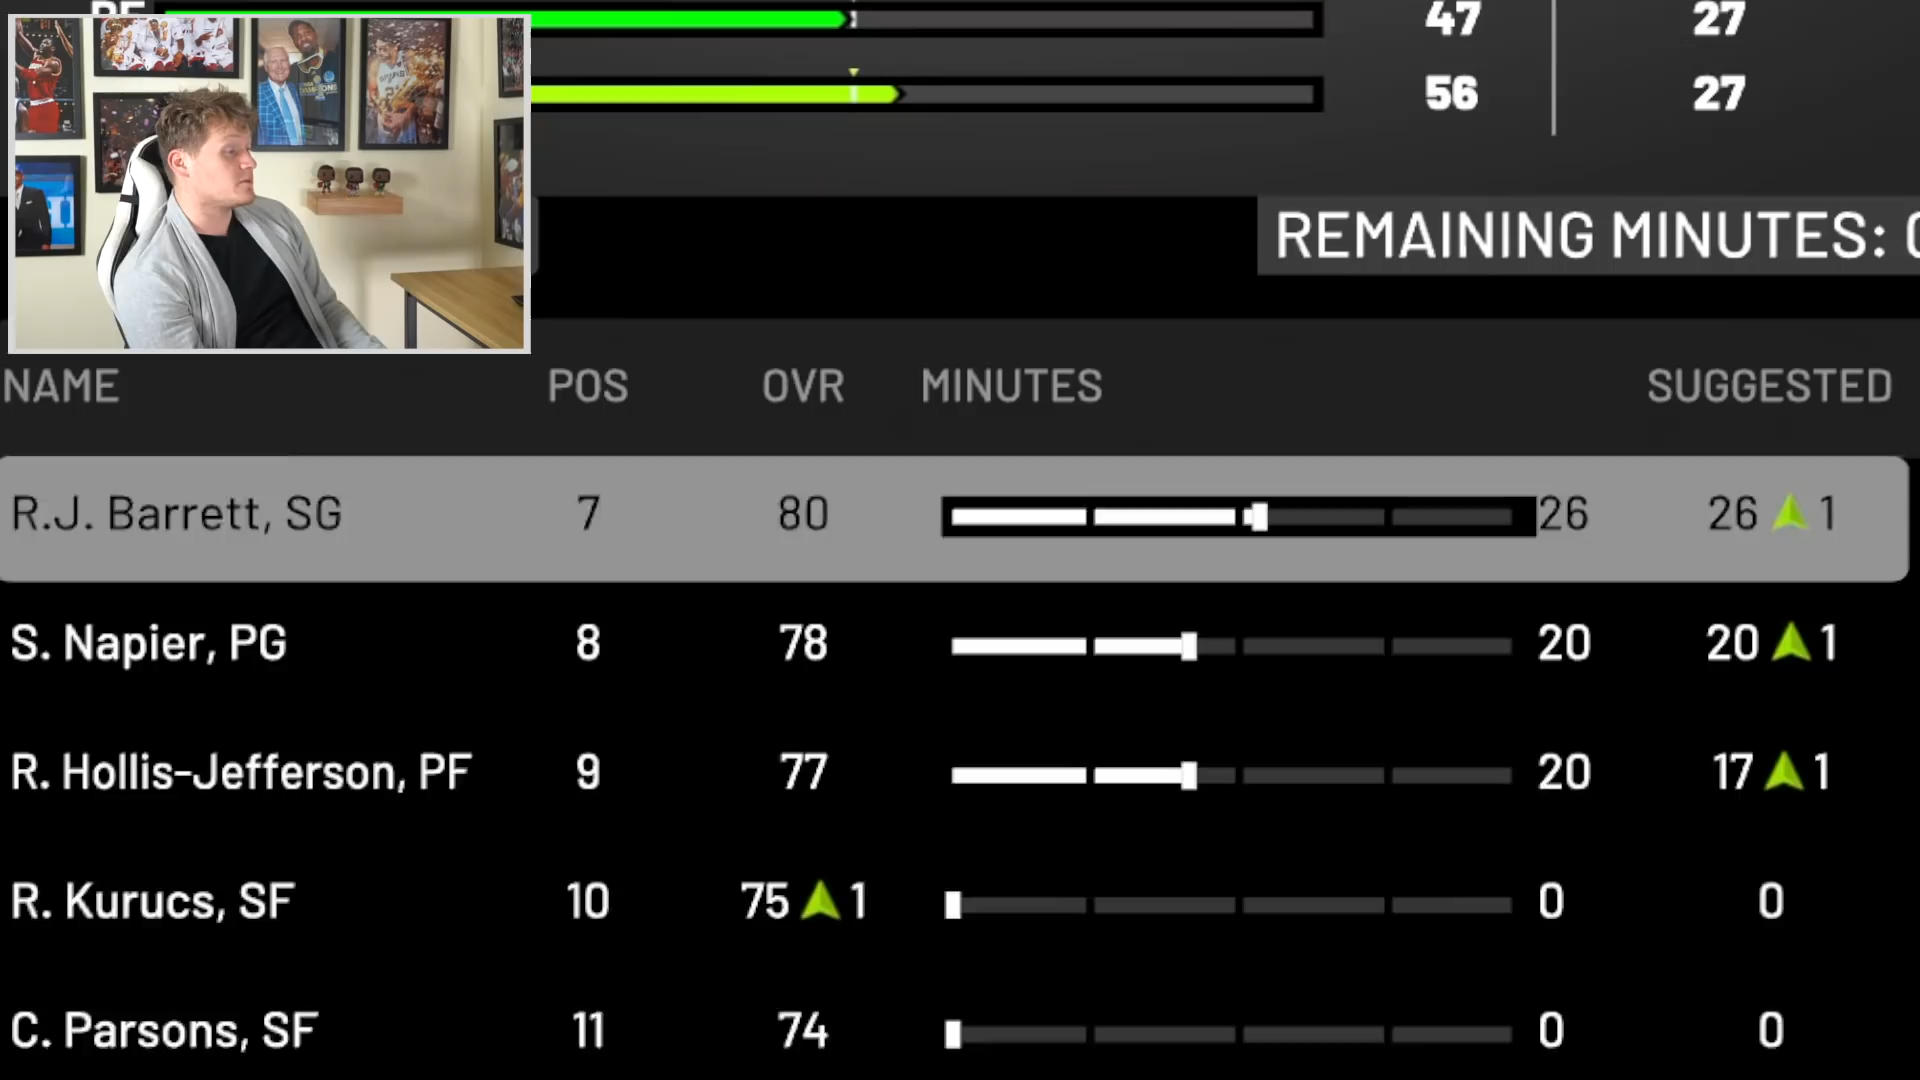 47 27
56 27
REMAINING MINUTES:
NAME POS OVR MINUTES SUGGESTED
R.J. Barrett, SG 7 80 26 26 1
S. Napier, PG 8 78 20 20 1
R. Hollis-Jefferson, PF 9 77 20 17 1
R. Kurucs, SF 10 75 1 0 0
C. Parsons, SF 11 74 0 0